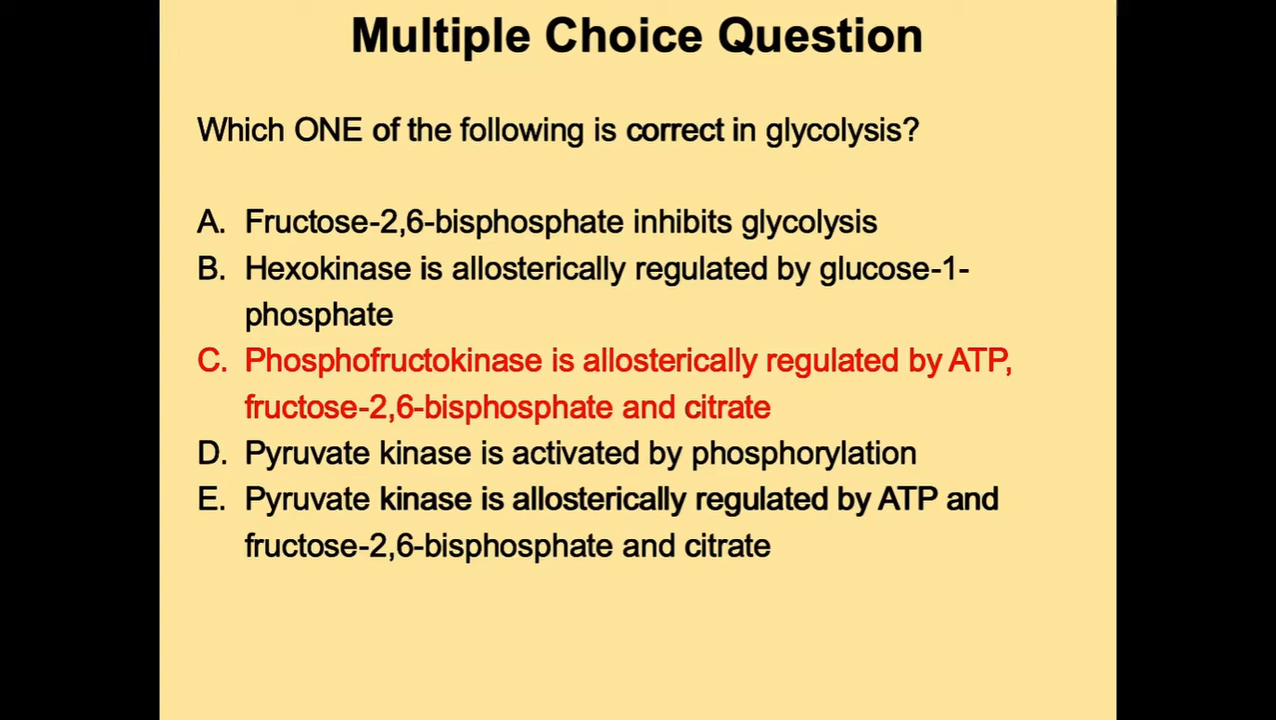 Multiple Choice Question
Which ONE of the following is correct in glycolysis?
A. Fructose-2,6-bisphosphate inhibits glycolysis
B. Hexokinase is allosterically regulated by glucose-1-
phosphate
C. Phosphofructokinase is allosterically regulated by ATP,
fructose-2,6-bisphosphate and citrate
D. Pyruvate kinase is activated by phosphorylation
E. Pyruvate kinase is allosterically regulated by ATP and
fructose-2,6-bisphosphate and citrate